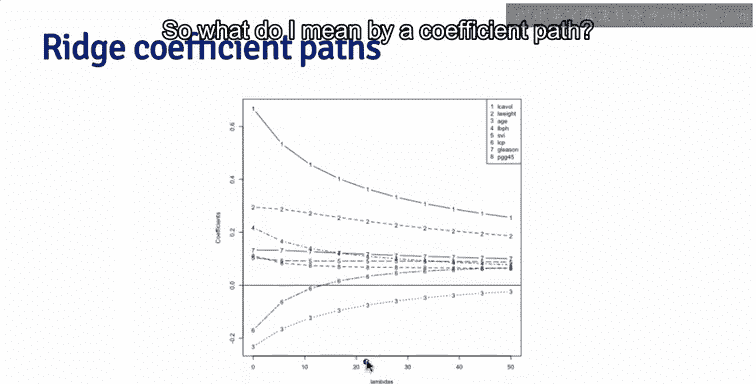 So what do I mean by a coefficient path?
Ridge coefficient paths
1 lcavol
2 lweight
3 age
4 lbph
5 svi
6 lcp
7 gleason
8 pgg45
Coefficients
0.6
0.4
0.2
0.0
-0.2
0 10 20 30 40 50
lambdas